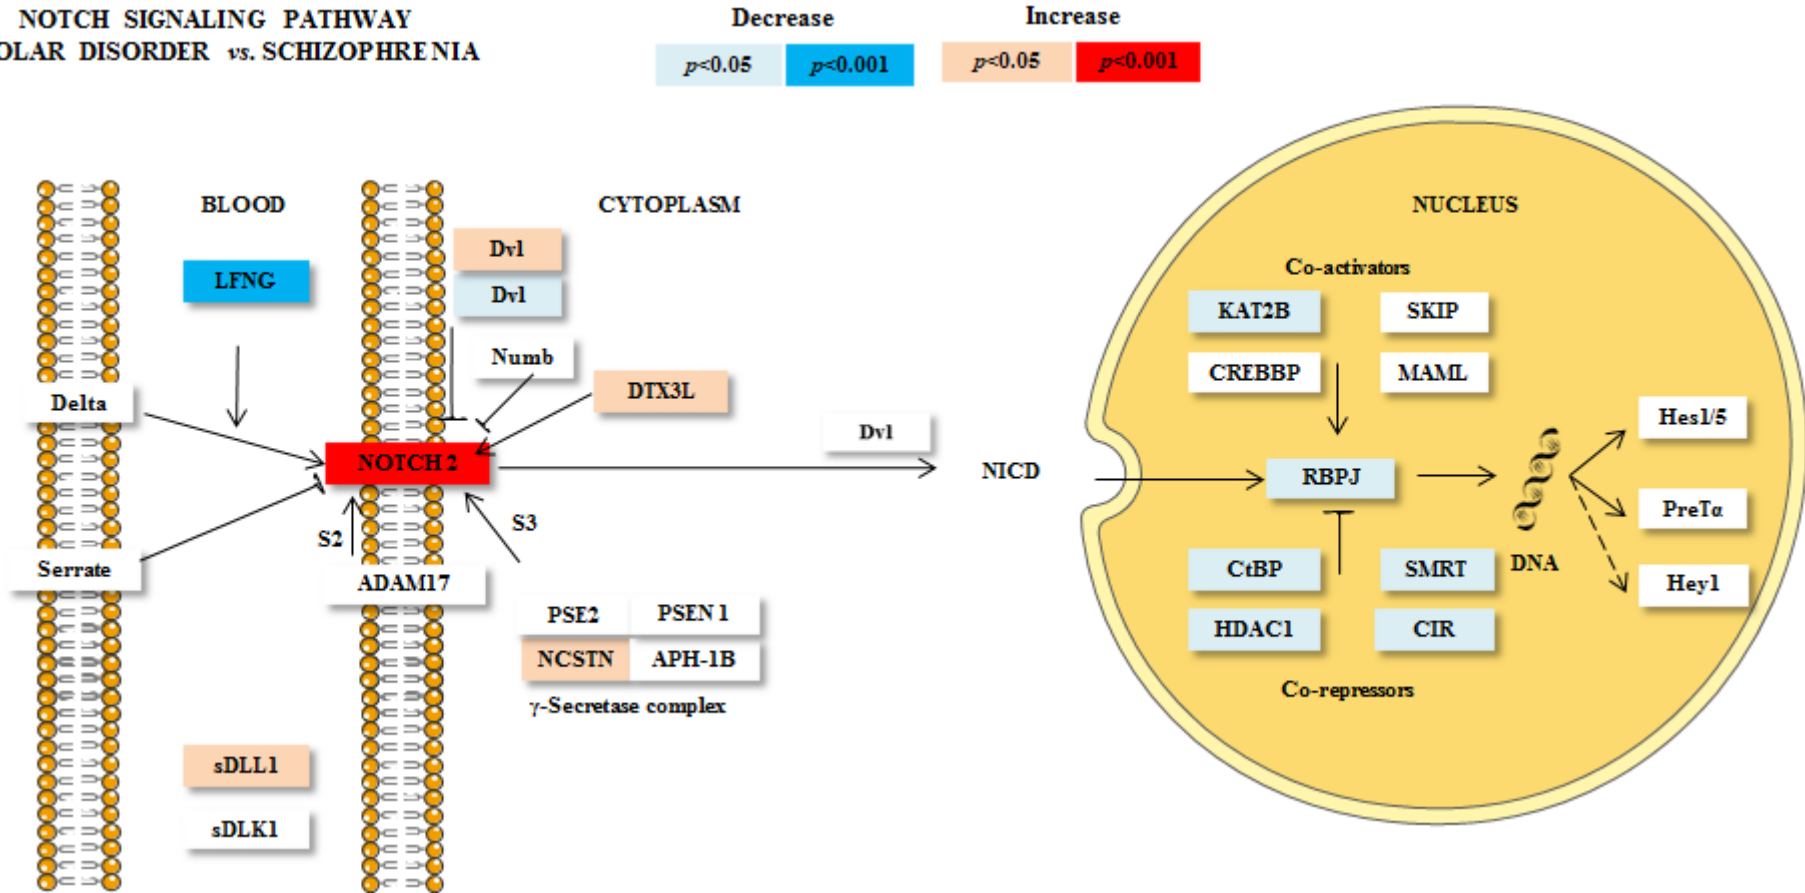 NOTCH SIGNALING PATHWAY
OLAR DISORDER vs. SCHIZOPHRENIA
Decrease
Increase
p<0.05
p<0.001
p<0.05
p<0.001
BLOOD
CYTOPLASM
NUCLEUS
LFNG
Dvl
Dvl
Numb
DTX3L
Delta
NOTCH 2
Dvl
NICD
Serrate
S2
S3
ADAM17
PSE2
PSEN 1
NCSTN
APH-1B
γ-Secretase complex
sDLL1
sDLK1
Co-activators
KAT2B
SKIP
CREBBP
MAML
RBPJ
CtBP
SMRT
HDAC1
CIR
Co-repressors
DNA
Hes1/5
PreTα
Hey1